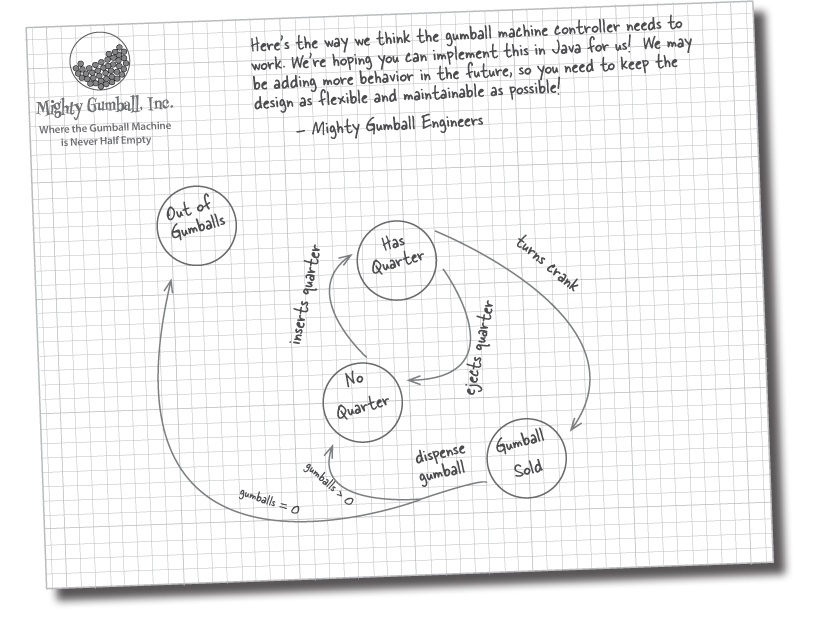 Here's the way we think the gumball machine controller needs to
work. We're hoping you can implement this in Java for us! We may
be adding more behavior in the future, so you need to keep the
design as flexible and maintainable as possible!
- Mighty Gumball Engineers
Mighty Gumball, Inc.
Where the Gumball Machine
is Never Half Empty
Out of
Gumballs
Has
Quarter
turns crank
inserts quarter
ejects quarter
No
Quarter
Gumball
Sold
dispense
gumball
gumballs > 0
gumballs = 0